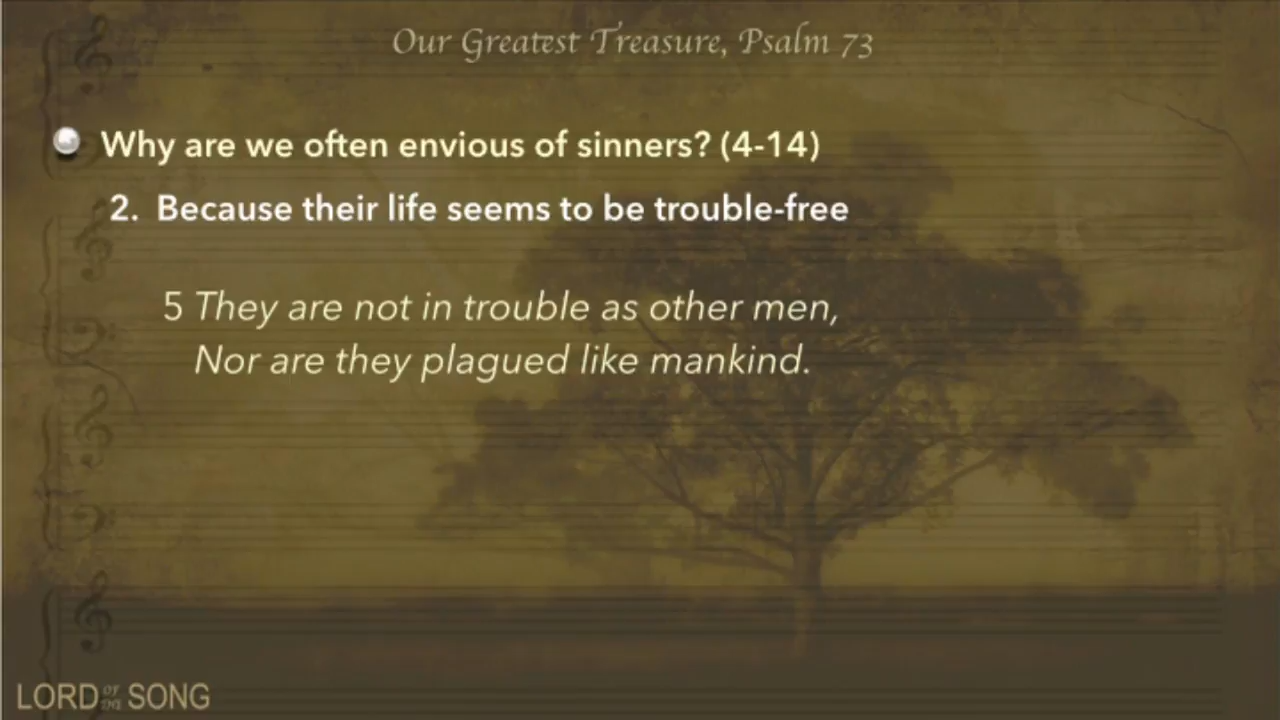 Our Greatest Treasure, Psalm 73
Why are we often envious of sinners? (4-14)
2. Because their life seems to be trouble-free
5 They are not in trouble as other men,
Nor are they plagued like mankind.
LORD OF THE SONG